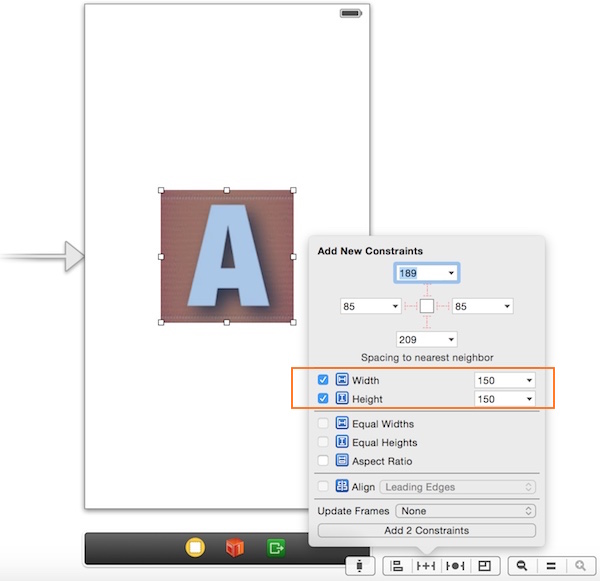 A
Add New Constraints
189
85 85
209
Spacing to nearest neighbor
Width 150
Height 150
Equal Widths
Equal Heights
Aspect Ratio
Align Leading Edges
Update Frames None
Add 2 Constraints